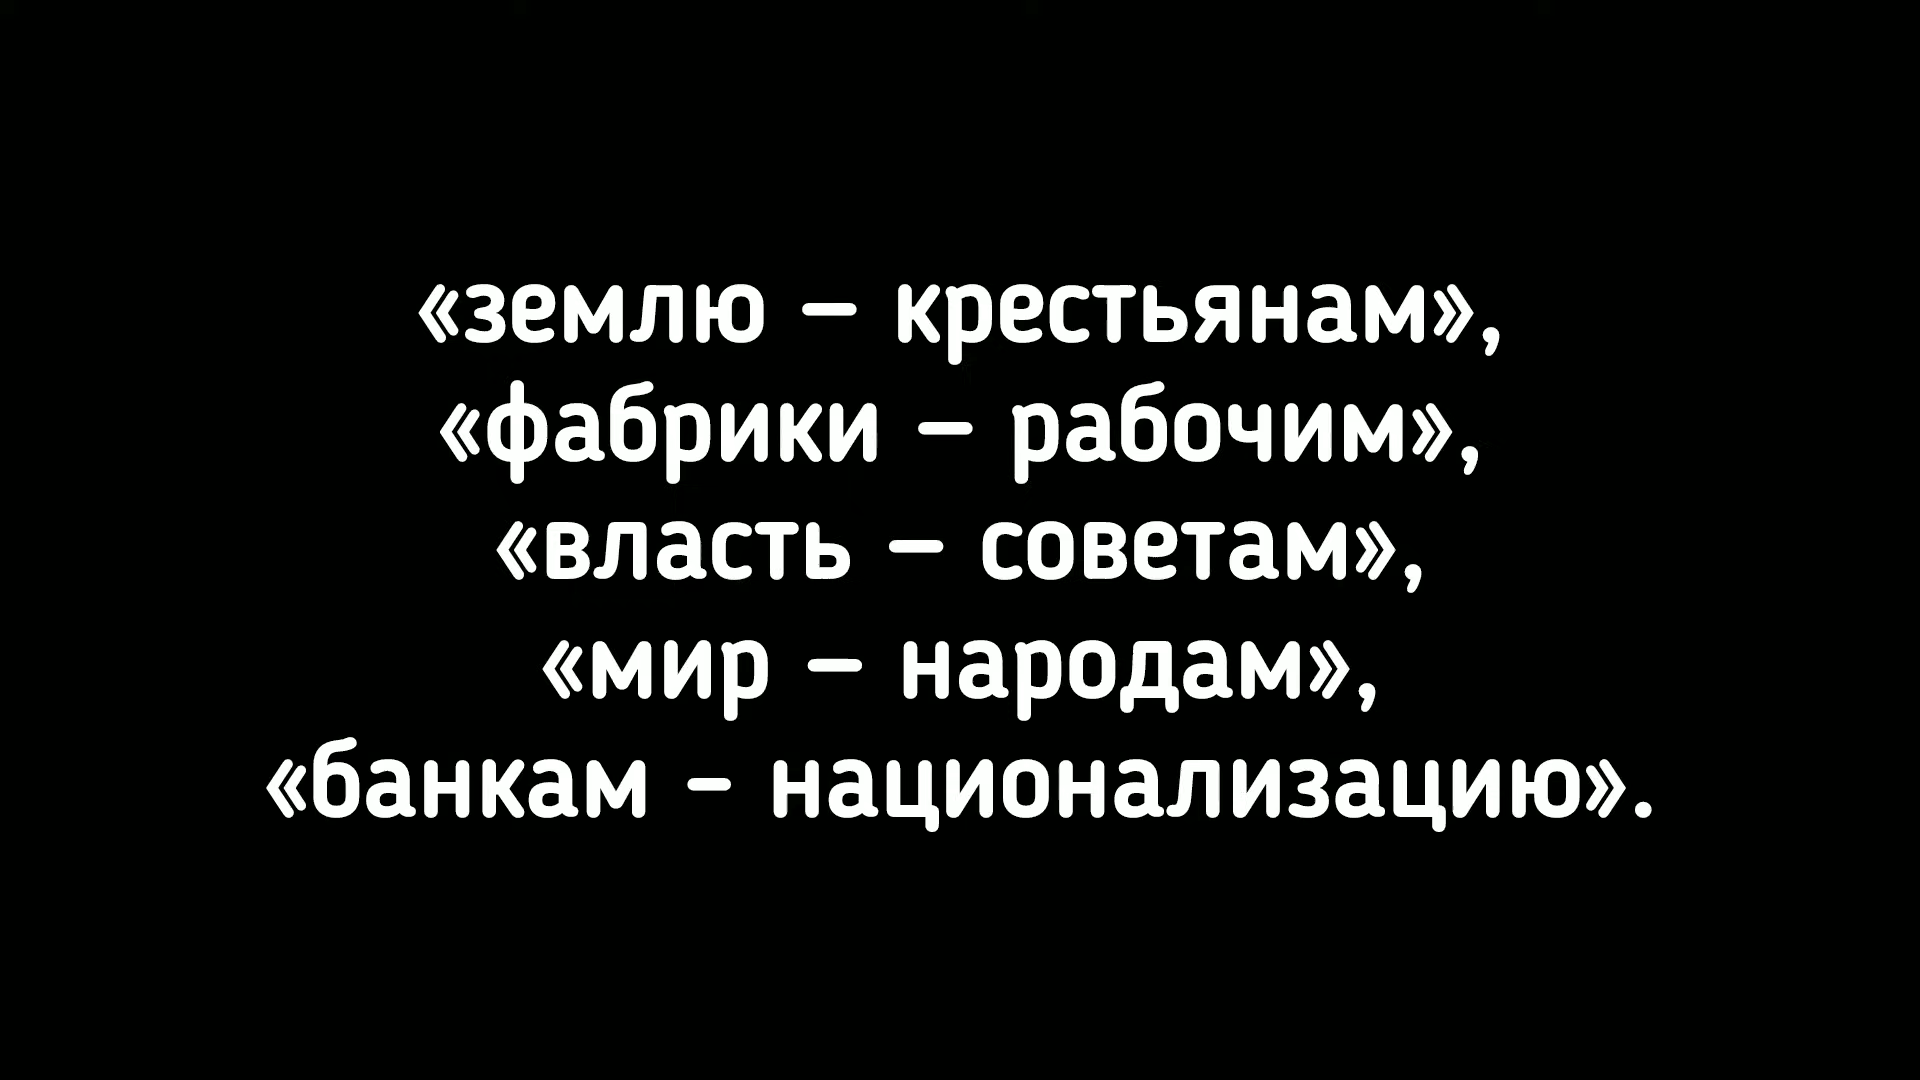 «землю – крестьянам»,
«фабрики – рабочим»,
«власть – советам»,
«мир – народам»,
«банкам - национализацию».